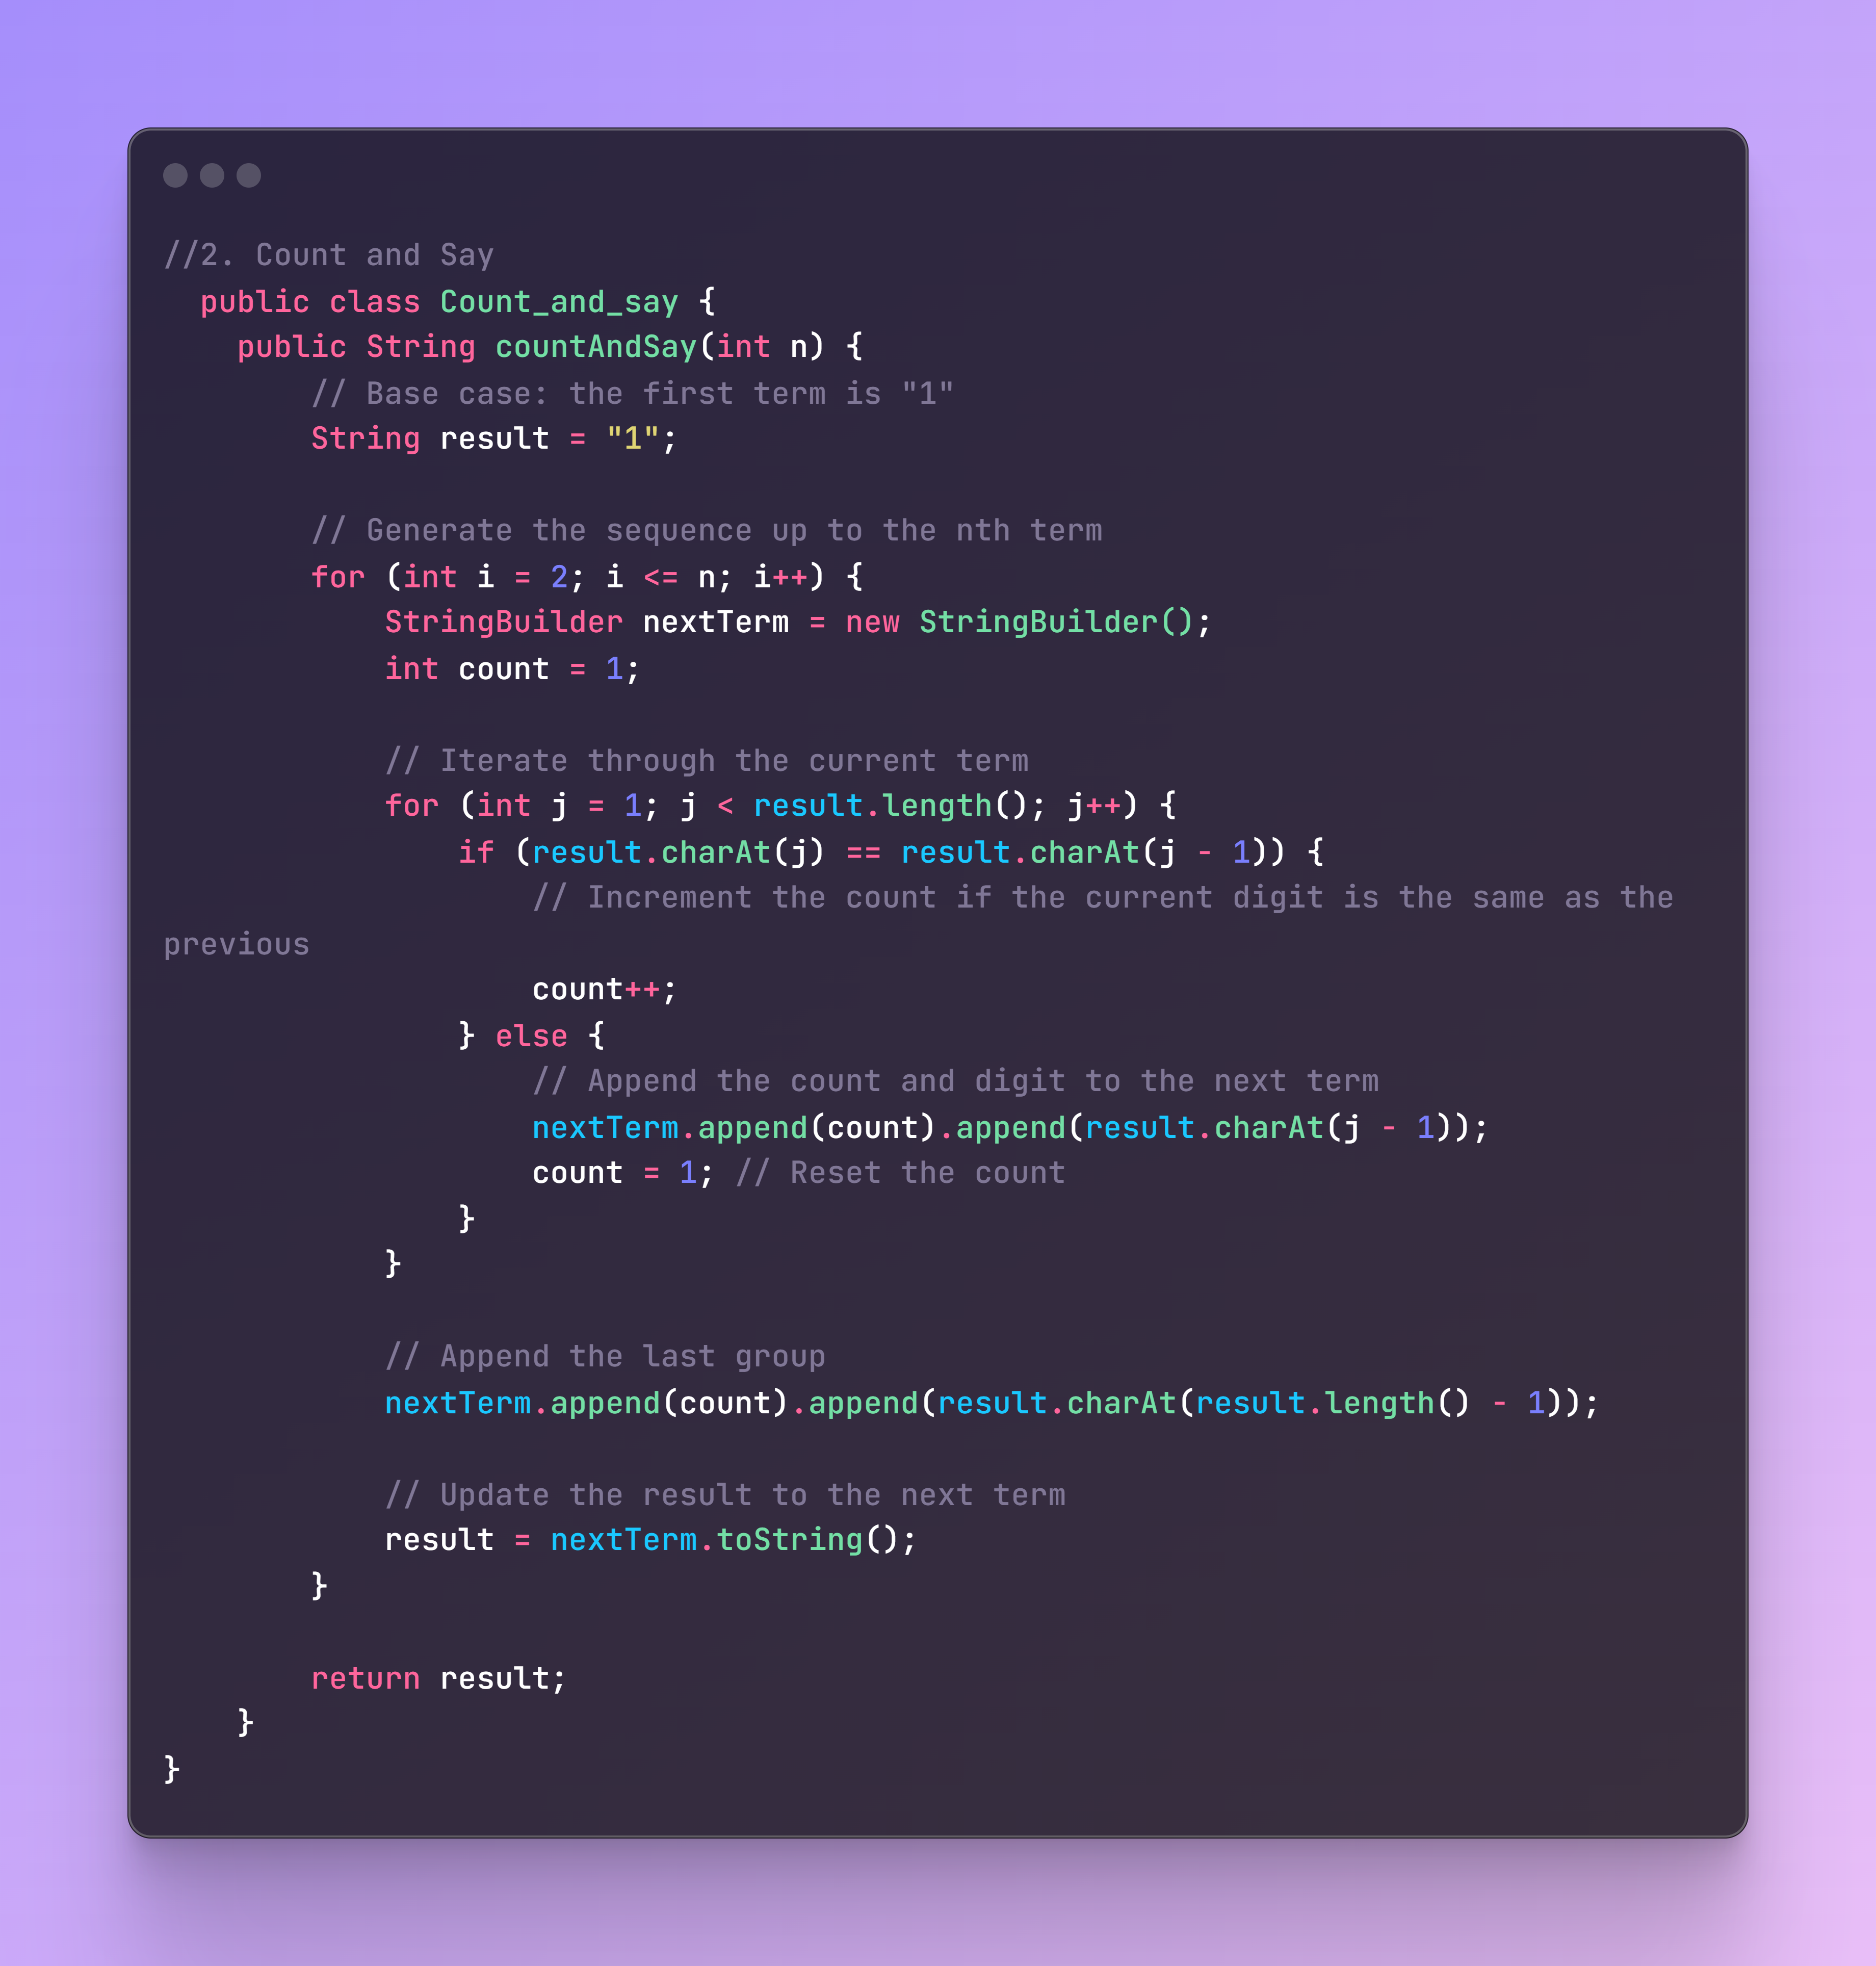 //2. Count and Say
  public class Count_and_say {
    public String countAndSay(int n) {
        // Base case: the first term is "1"
        String result = "1";

        // Generate the sequence up to the nth term
        for (int i = 2; i <= n; i++) {
            StringBuilder nextTerm = new StringBuilder();
            int count = 1;

            // Iterate through the current term
            for (int j = 1; j < result.length(); j++) {
                if (result.charAt(j) == result.charAt(j - 1)) {
                    // Increment the count if the current digit is the same as the
previous
                    count++;
                } else {
                    // Append the count and digit to the next term
                    nextTerm.append(count).append(result.charAt(j - 1));
                    count = 1; // Reset the count
                }
            }

            // Append the last group
            nextTerm.append(count).append(result.charAt(result.length() - 1));

            // Update the result to the next term
            result = nextTerm.toString();
        }

        return result;
    }
}